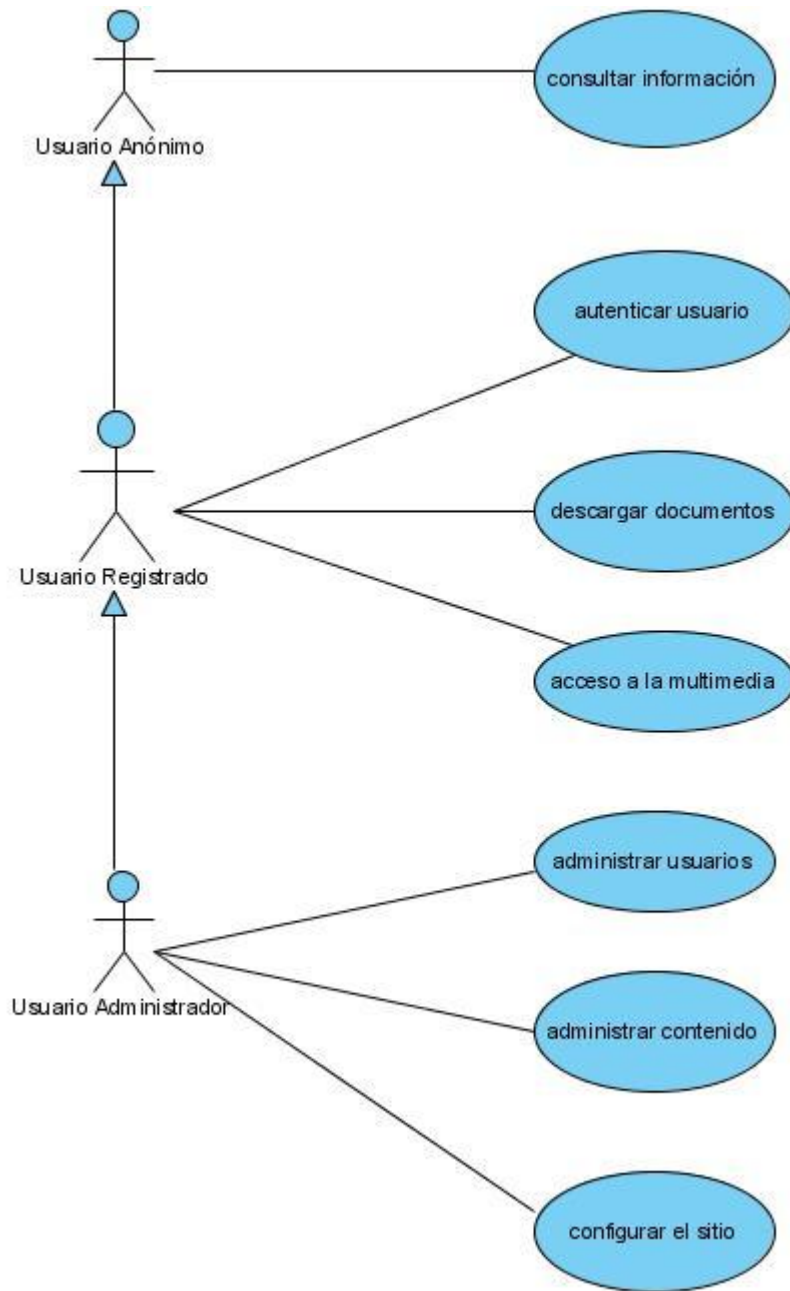 consultar información
Usuario Anónimo
autenticar usuario
descargar documentos
Usuario Registrado
acceso a la multimedia
administrar usuarios
Usuario Administrador
administrar contenido
configurar el sitio